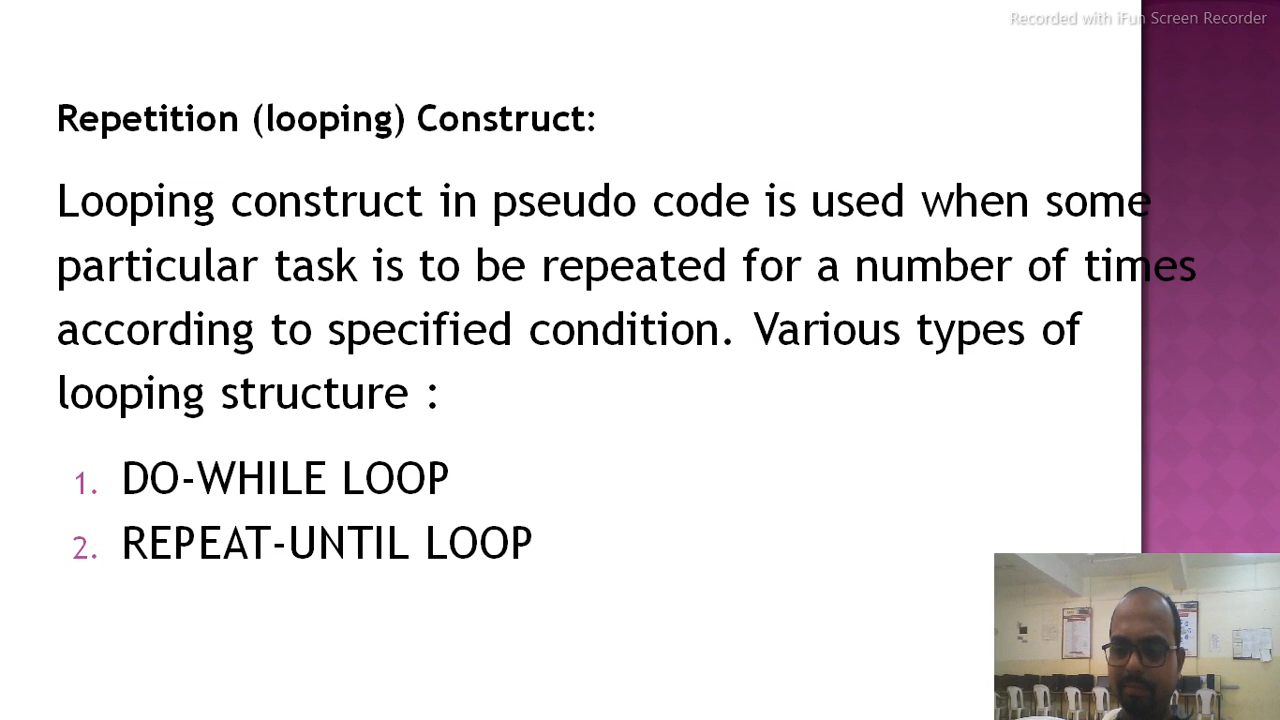 Recorded with iFun Screen Recorder
Repetition (looping) Construct:
Looping construct in pseudo code is used when some
particular task is to be repeated for a number of times
according to specified condition. Various types of
looping structure :
1. DO-WHILE LOOP
2. REPEAT-UNTIL LOOP